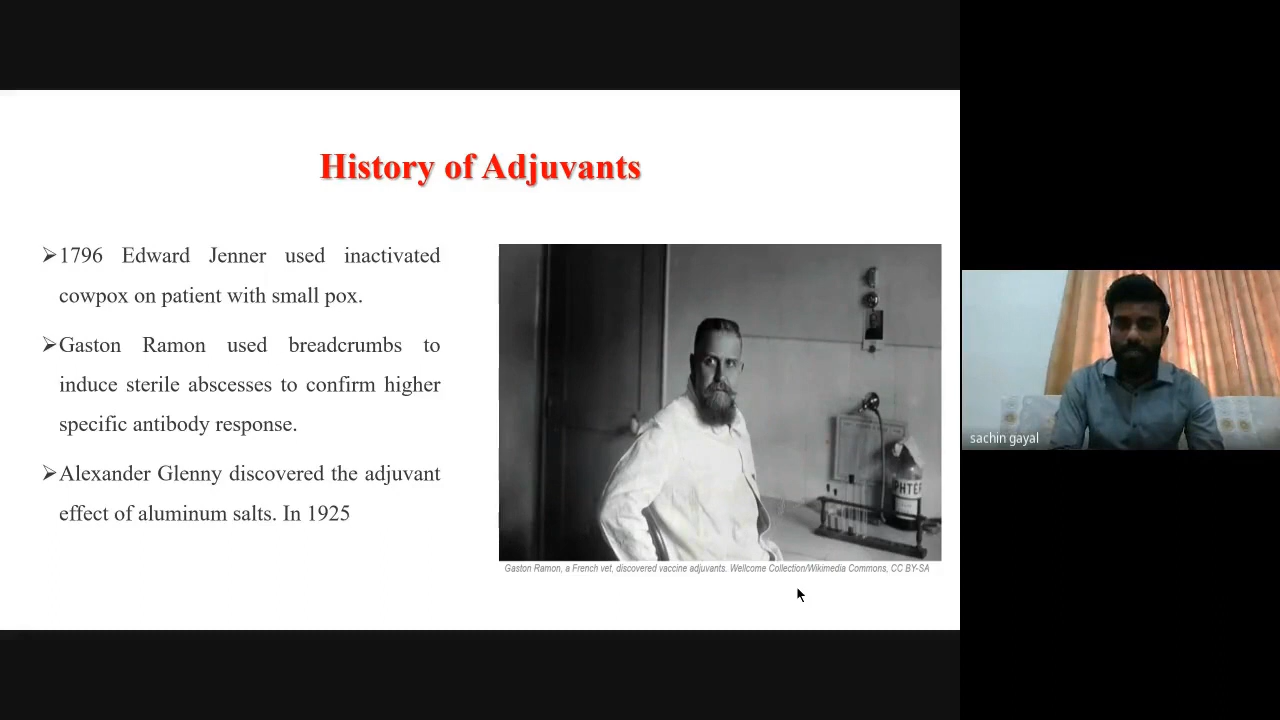 History of Adjuvants
➢1796 Edward Jenner used inactivated
cowpox on patient with small pox.
➢Gaston Ramon used breadcrumbs to
induce sterile abscesses to confirm higher
specific antibody response.
➢Alexander Glenny discovered the adjuvant
effect of aluminum salts. In 1925
PHTER
Gaston Ramon, a French vet, discovered vaccine adjuvants. Wellcome Collection/Wikimedia Commons, CC BY-SA
sachin gayal